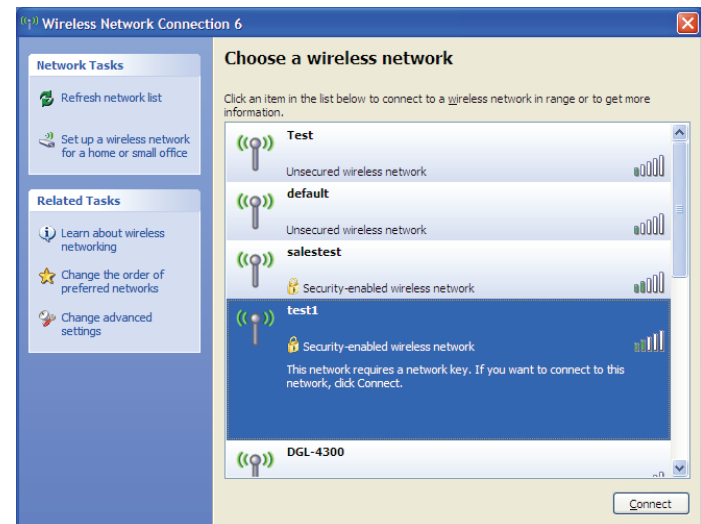 Wireless Network Connection 6
Network Tasks
Refresh network list
Set up a wireless network
for a home or small office
Related Tasks
Learn about wireless
networking
Change the order of
preferred networks
Change advanced
settings
Choose a wireless network
Click an item in the list below to connect to a wireless network in range or to get more
information.
Test
Unsecured wireless network
default
Unsecured wireless network
salestest
Security-enabled wireless network
test1
Security-enabled wireless network
This network requires a network key. If you want to connect to this
network, click Connect.
DGL-4300
Connect